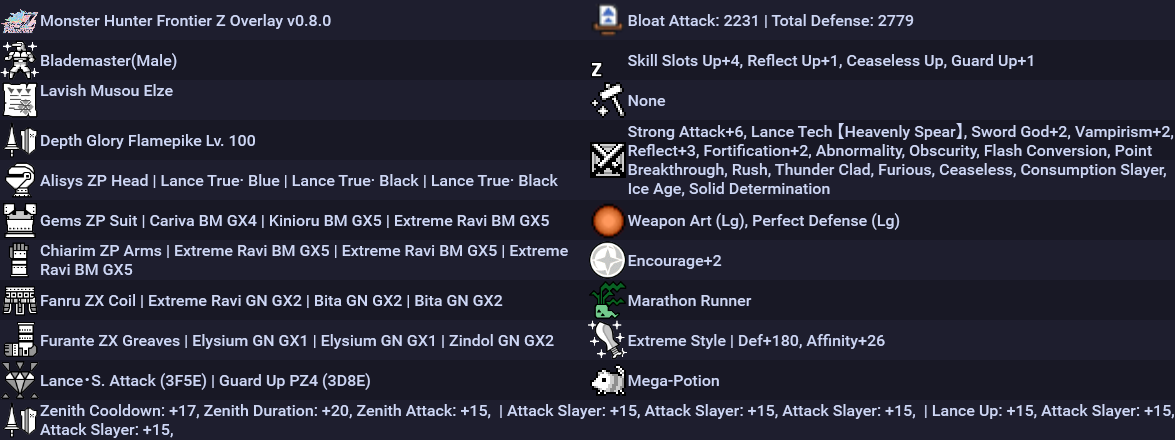 Monster Hunter Frontier Z Overlay v0.8.0
Bloat Attack: 2231 | Total Defense: 2779
Blademaster(Male)
Z
Skill Slots Up+4, Reflect Up+1, Ceaseless Up, Guard Up+1
Lavish Musou Elze
None
Depth Glory Flamepike Lv. 100
Strong Attack+6, Lance Tech【Heavenly Spear】, Sword God+2, Vampirism+2,
Reflect+3, Fortification+2, Abnormality, Obscurity, Flash Conversion, Point
Breakthrough, Rush, Thunder Clad, Furious, Ceaseless, Consumption Slayer,
Ice Age, Solid Determination
Alisys ZP Head | Lance True· Blue | Lance True· Black | Lance True· Black
Gems ZP Suit | Cariva BM GX4 | Kinioru BM GX5 | Extreme Ravi BM GX5
Weapon Art (Lg), Perfect Defense (Lg)
Chiarim ZP Arms | Extreme Ravi BM GX5 | Extreme Ravi BM GX5 | Extreme
Ravi BM GX5
Encourage+2
Fanru ZX Coil | Extreme Ravi GN GX2 | Bita GN GX2 | Bita GN GX2
Marathon Runner
Furante ZX Greaves | Elysium GN GX1 | Elysium GN GX1 | Zindol GN GX2
Extreme Style | Def+180, Affinity+26
Lance・S. Attack (3F5E) | Guard Up PZ4 (3D8E)
Mega-Potion
Zenith Cooldown: +17, Zenith Duration: +20, Zenith Attack: +15,  | Attack Slayer: +15, Attack Slayer: +15, Attack Slayer: +15,  | Lance Up: +15, Attack Slayer: +15,
Attack Slayer: +15,